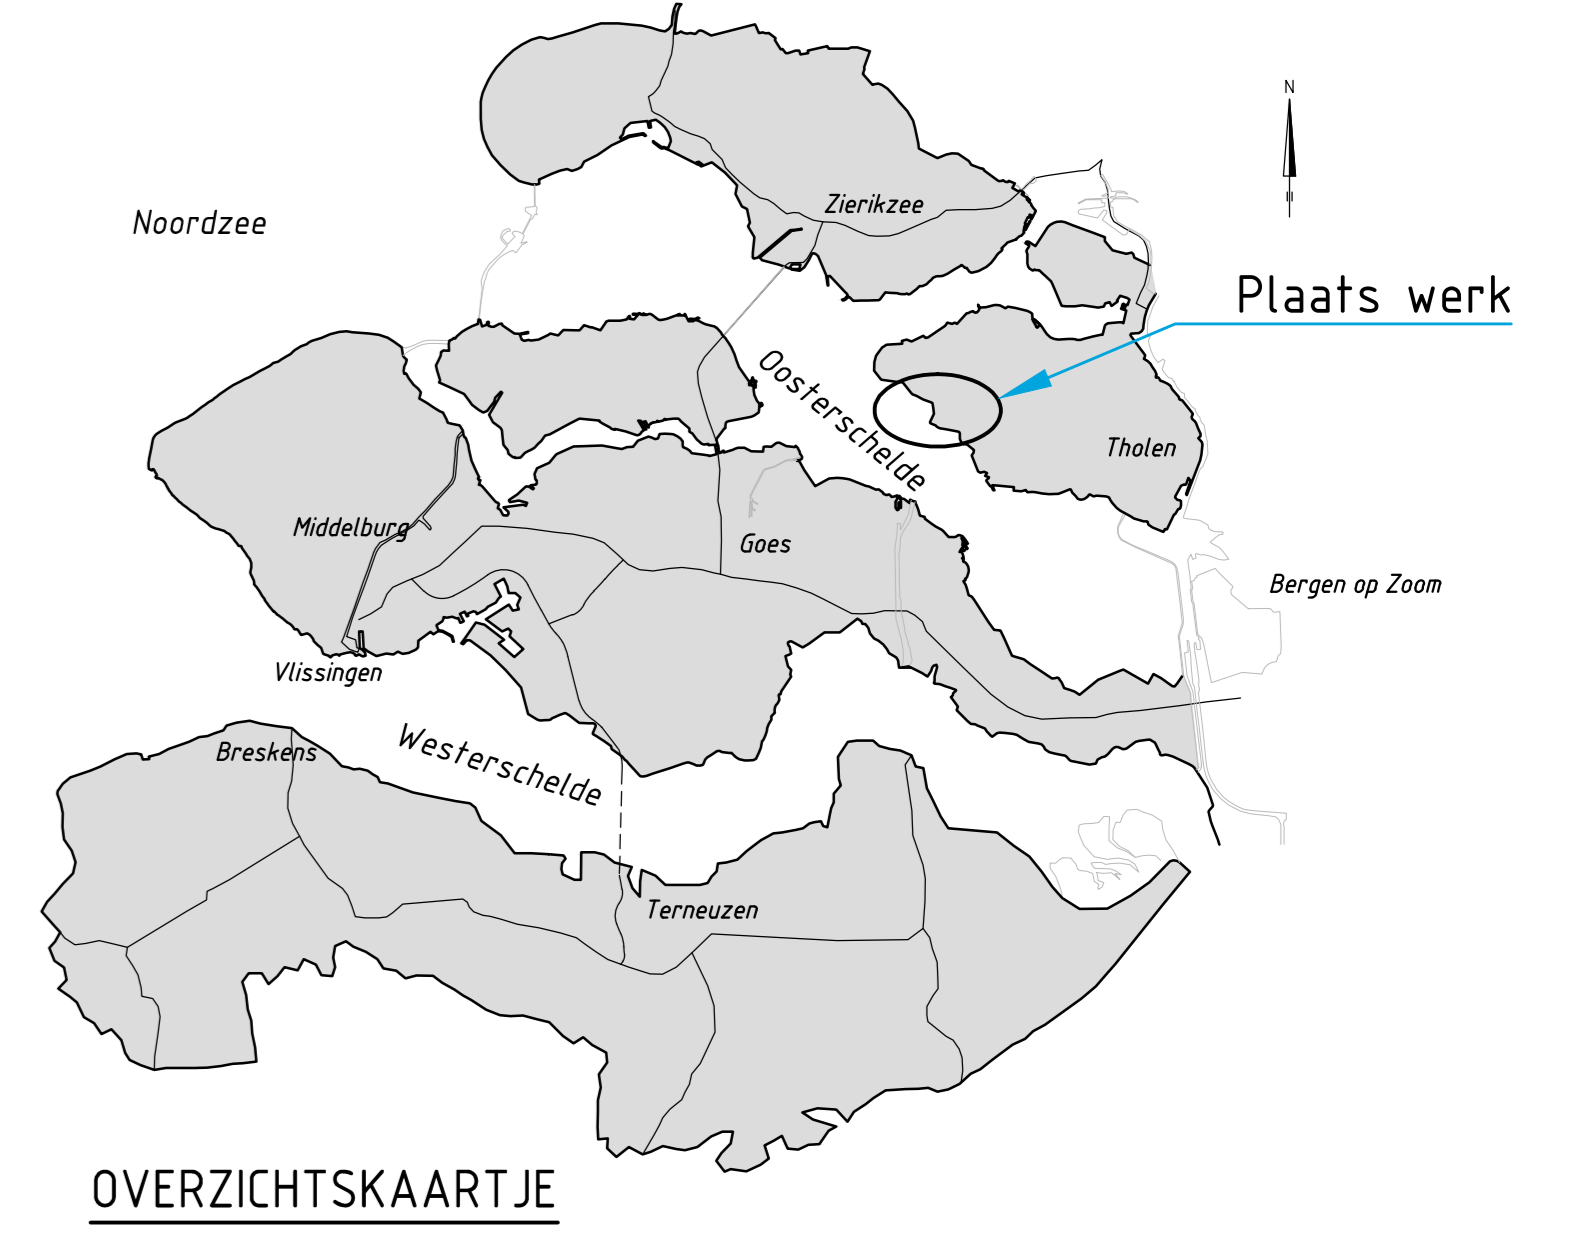 N
Zierikzee
Noordzee
Plaats werk
Oosterschelde
Tholen
Middelburg
Goes
Bergen op Zoom
Vlissingen
Westerschelde
Breskens
Terneuzen
OVERZICHTSKAARTJE